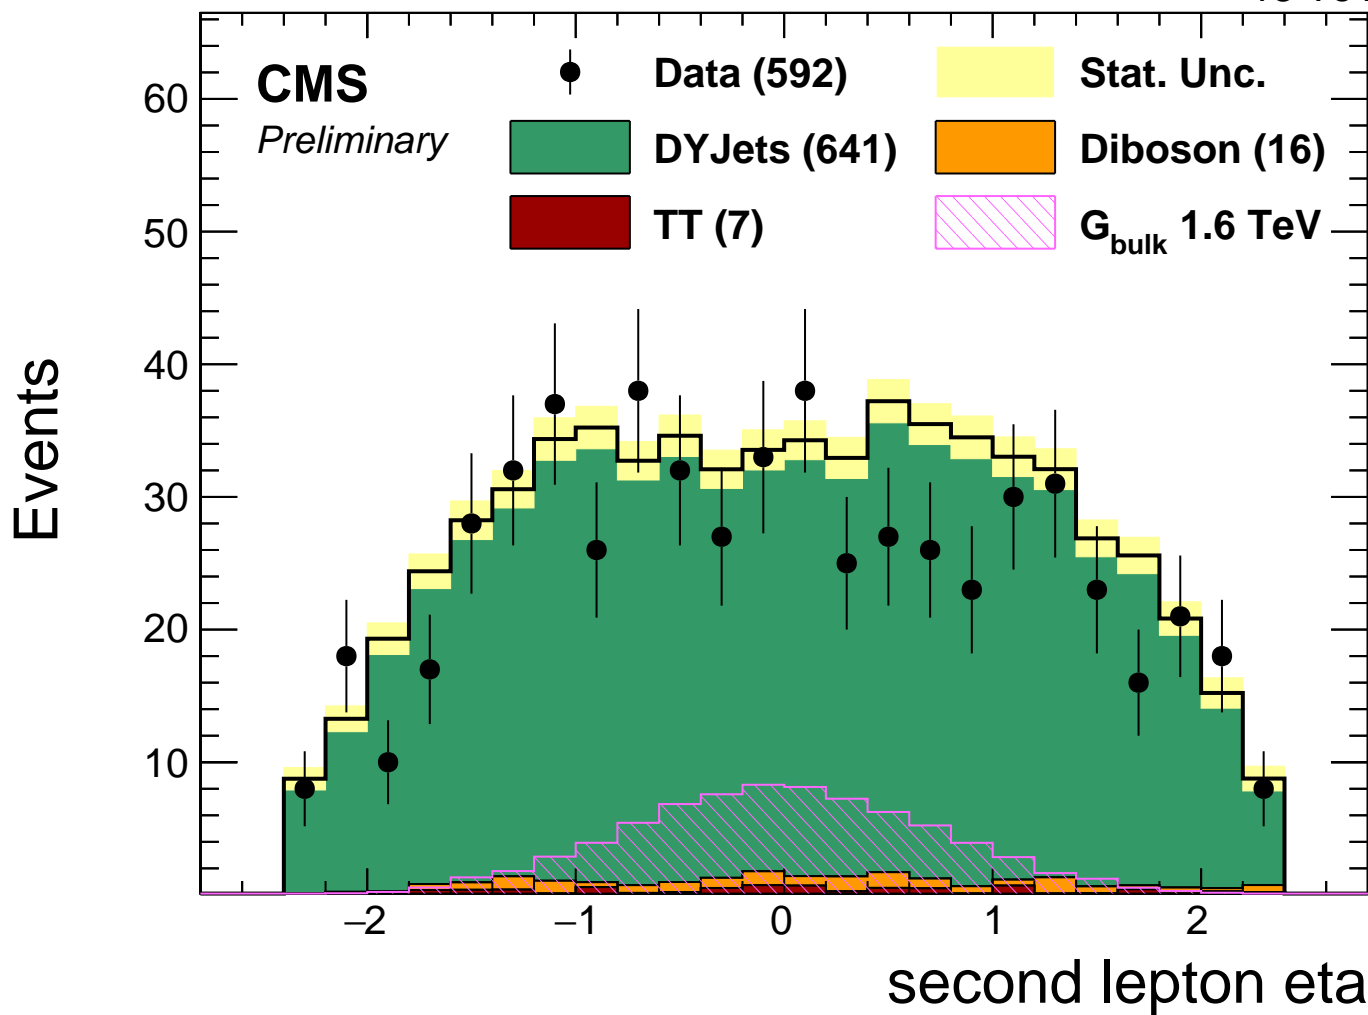 CMS
Preliminary
Data (592)
Stat. Unc.
DYJets (641)
Diboson (16)
TT (7)
G_bulk 1.6 TeV
60
50
40
30
20
10
Events
−2
−1
0
1
2
second lepton eta